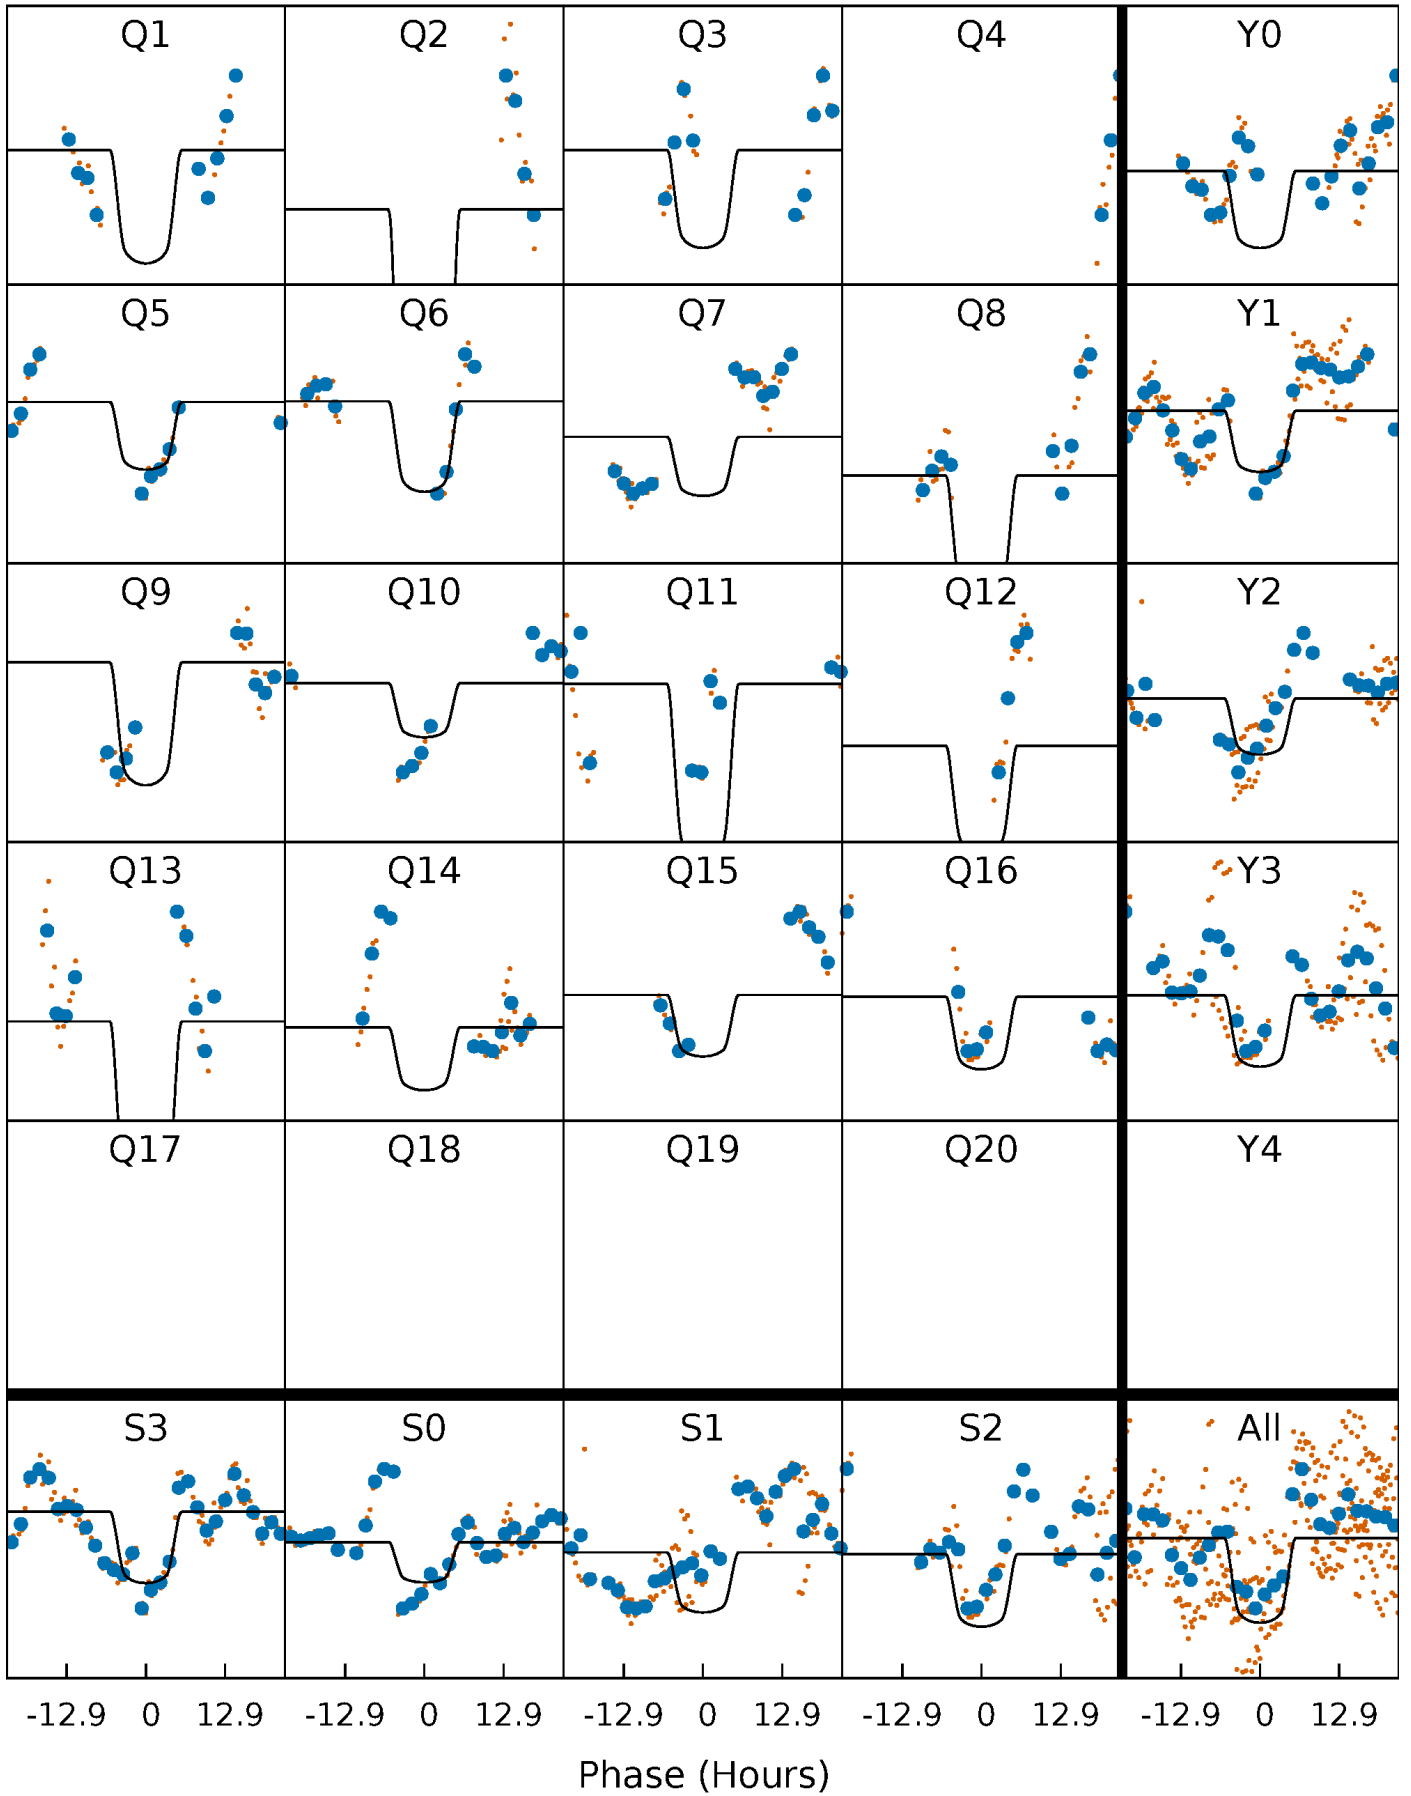 Q1 Q2 Q3 Q4 Y0
Q5 Q6 Q7 Q8 Y1
Q9 Q10 Q11 Q12 Y2
Q13 Q14 Q15 Q16 Y3
Q17 Q18 Q19 Q20 Y4
S3 S0 S1 S2 All
-12.9 0 12.9 -12.9 0 12.9 -12.9 0 12.9 -12.9 0 12.9 -12.9 0 12.9
Phase (Hours)